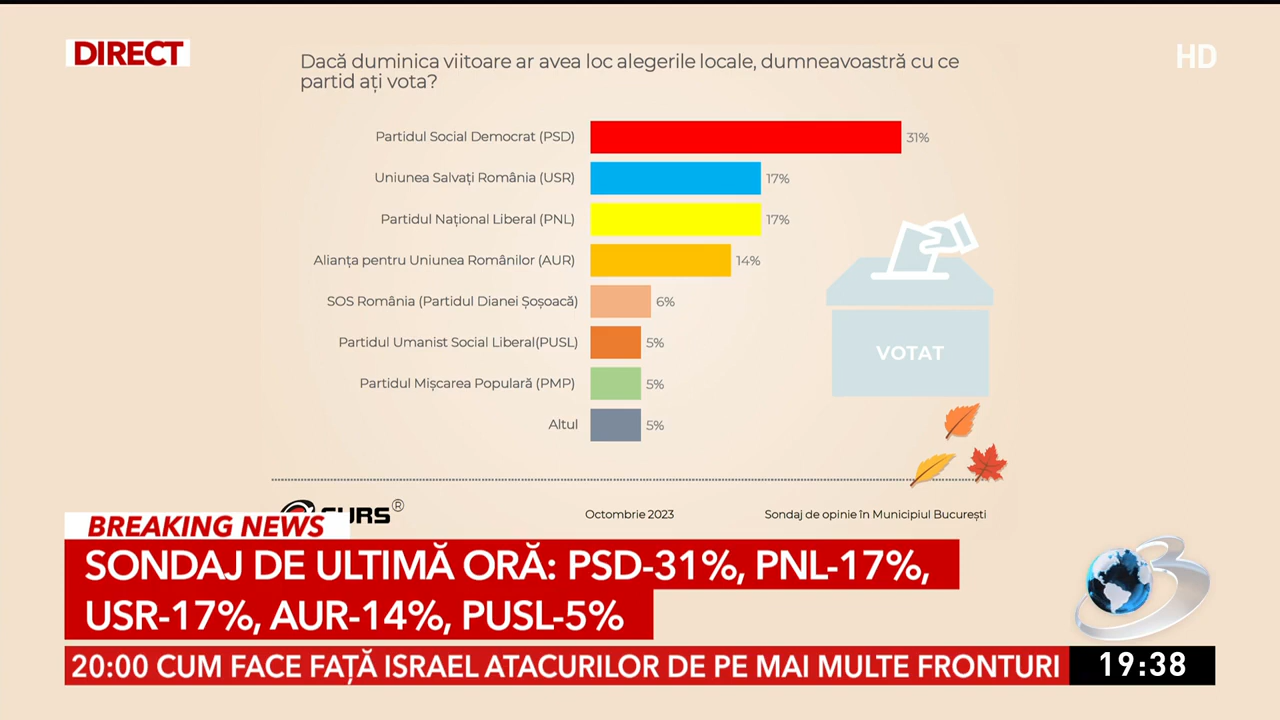 DIRECT
HD
Dacă duminica viitoare ar avea loc alegerile locale, dumneavoastră cu ce
partid ați vota?
Partidul Social Democrat (PSD)
31%
Uniunea Salvați România (USR)
17%
Partidul Național Liberal (PNL)
17%
Alianța pentru Uniunea Românilor (AUR)
14%
SOS România (Partidul Dianei Șoșoacă)
6%
Partidul Umanist Social Liberal(PUSL)
5%
Partidul Mișcarea Populară (PMP)
5%
Altul
5%
VOTAT
CURS®
Octombrie 2023
Sondaj de opinie în Municipiul București
BREAKING NEWS
SONDAJ DE ULTIMĂ ORĂ: PSD-31%, PNL-17%,
USR-17%, AUR-14%, PUSL-5%
3
20:00 CUM FACE FAȚĂ ISRAEL ATACURILOR DE PE MAI MULTE FRONTURI
19:38